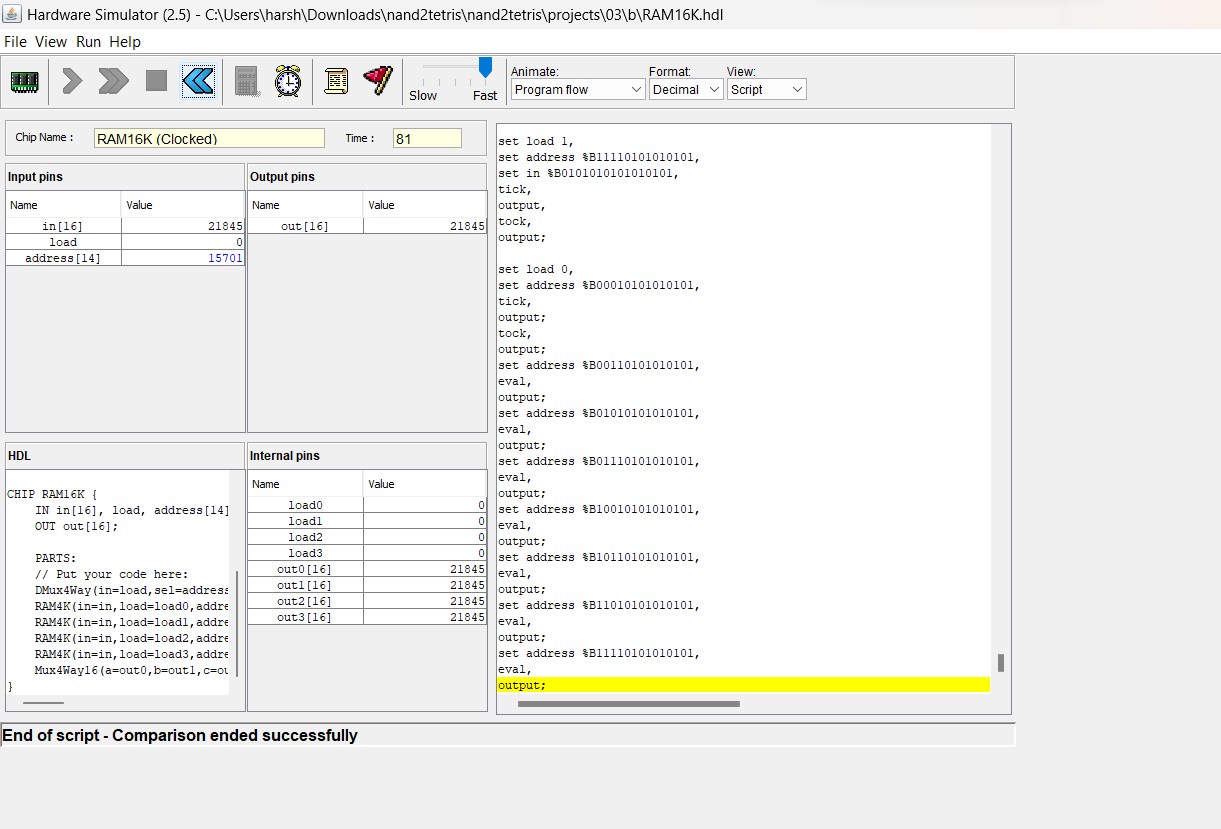 Hardware Simulator (2.5) - C:\Users\harsh\Downloads\nand2tetris\nand2tetris\projects\03\b\RAM16K.hdl
File View Run Help
Slow Fast
Animate:
Program flow
Format:
Decimal
View:
Script
Chip Name : RAM16K (Clocked) Time : 81
Input pins
Name Value
in[16] 21845
load 0
address[14] 15701
Output pins
Name Value
out[16] 21845
HDL
CHIP RAM16K {
IN in[16], load, address[14]
OUT out[16];
PARTS:
// Put your code here:
DMux4Way(in=load,sel=address
RAM4K(in=in,load=load0,addre
RAM4K(in=in,load=load1,addre
RAM4K(in=in,load=load2,addre
RAM4K(in=in,load=load3,addre
Mux4Way16(a=out0,b=out1,c=ou
}
Internal pins
Name Value
load0 0
load1 0
load2 0
load3 0
out0[16] 21845
out1[16] 21845
out2[16] 21845
out3[16] 21845
set load 1,
set address %B11110101010101,
set in %B0101010101010101,
tick,
output,
tock,
output;
set load 0,
set address %B00010101010101,
tick,
output;
tock,
output;
set address %B00110101010101,
eval,
output;
set address %B01010101010101,
eval,
output;
set address %B01110101010101,
eval,
output;
set address %B10010101010101,
eval,
output;
set address %B10110101010101,
eval,
output;
set address %B11010101010101,
eval,
output;
set address %B11110101010101,
eval,
output;
End of script - Comparison ended successfully